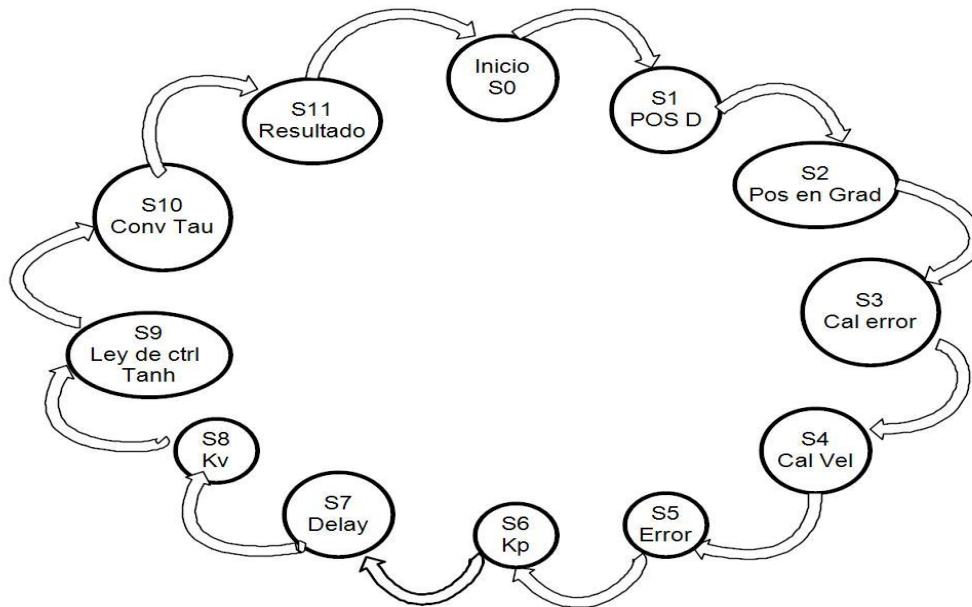 Inicio
S0
S1
POS D
S2
Pos en Grad
S3
Cal error
S4
Cal Vel
S5
Error
S6
Kp
S7
Delay
S8
Kv
S9
Ley de ctrl
Tanh
S10
Conv Tau
S11
Resultado